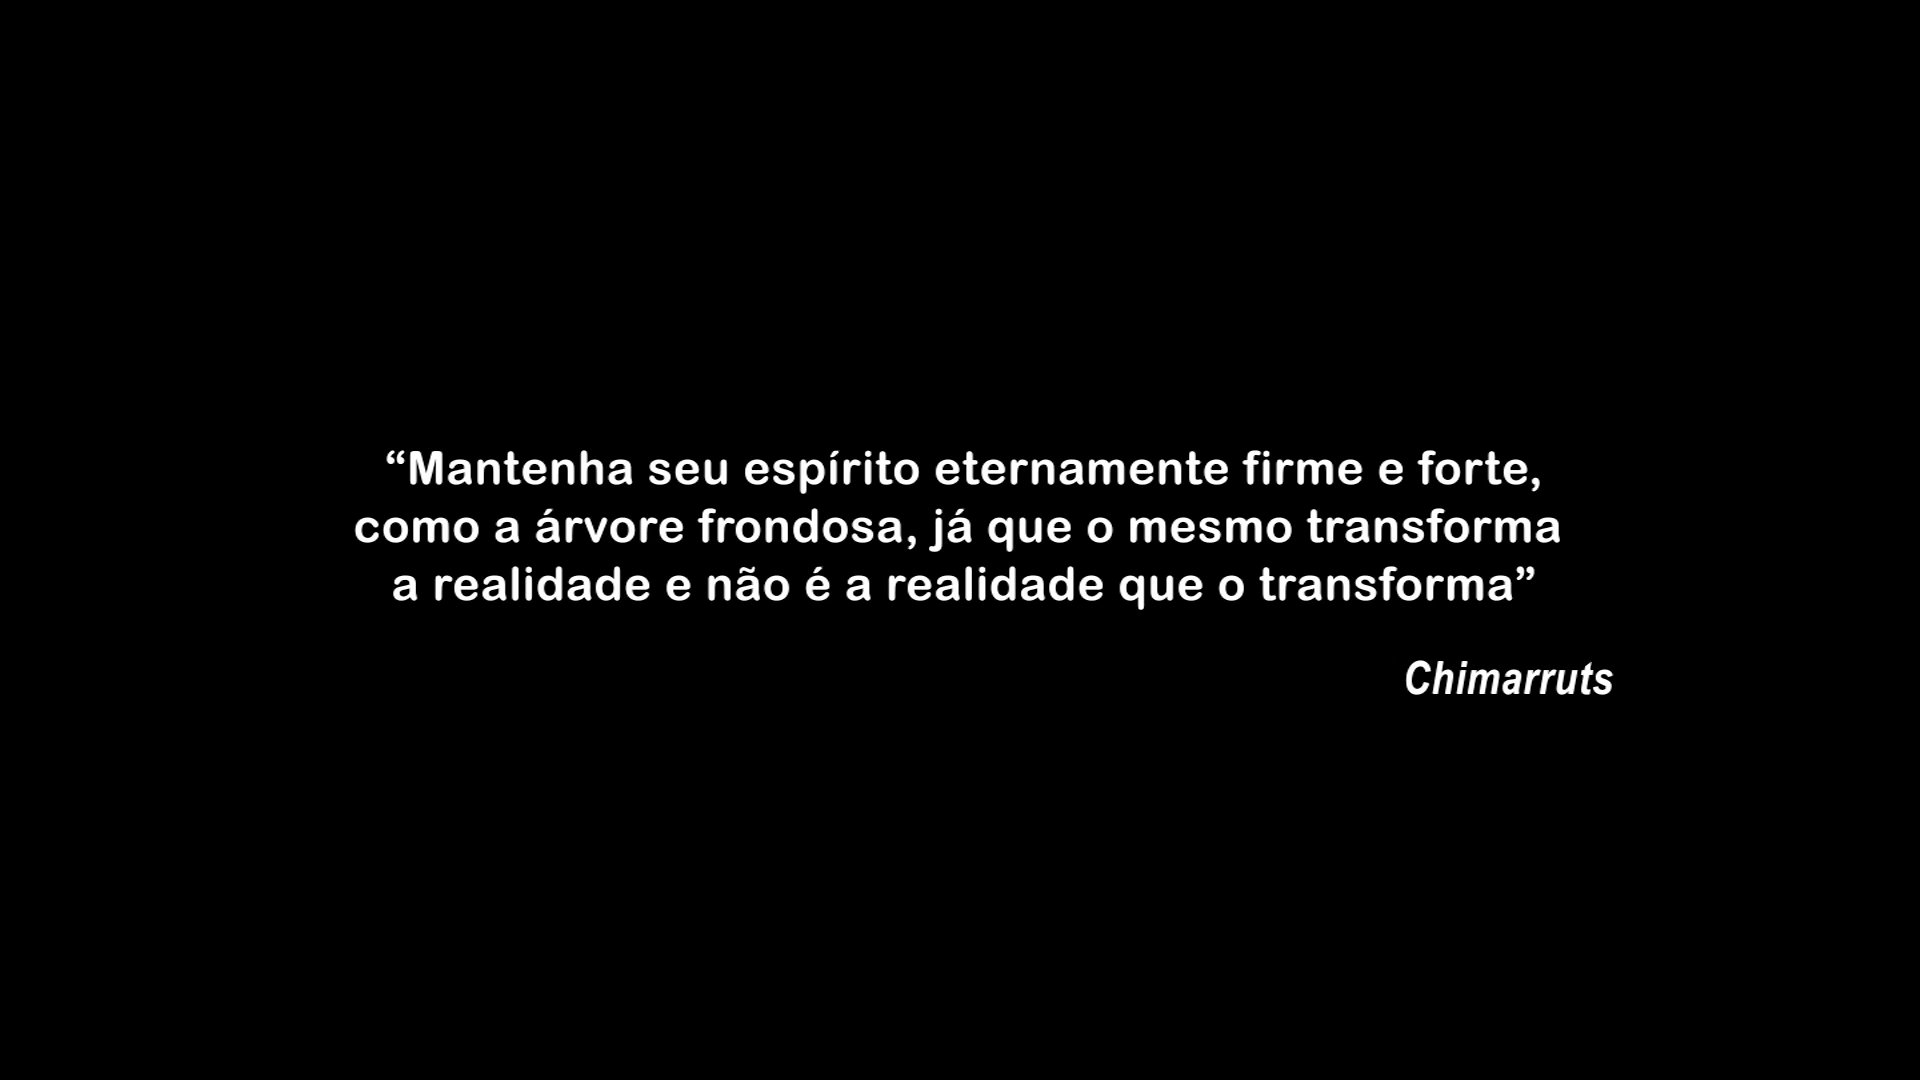 “Mantenha seu espírito eternamente firme e forte,
como a árvore frondosa, já que o mesmo transforma
a realidade e não é a realidade que o transforma”
Chimarruts